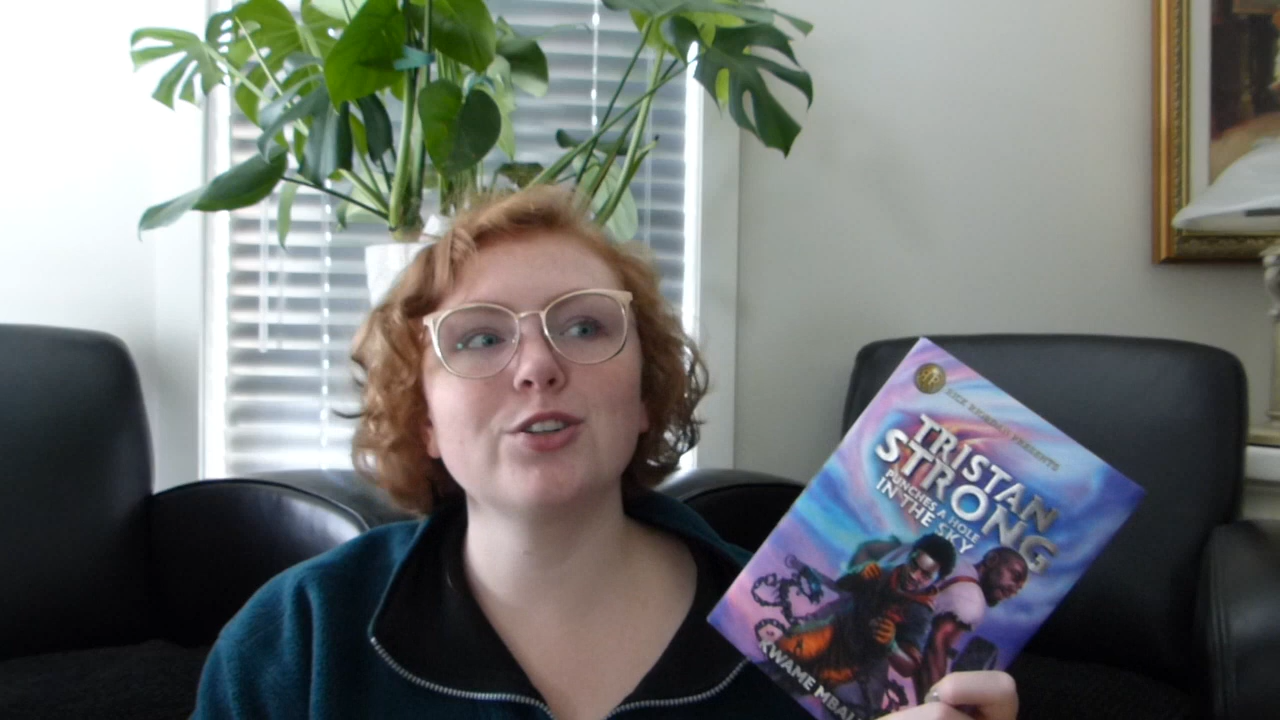 RICK RIORDAN PRESENTS
TRISTAN
STRONG
PUNCHES A HOLE
IN THE SKY
KWAME MBAL